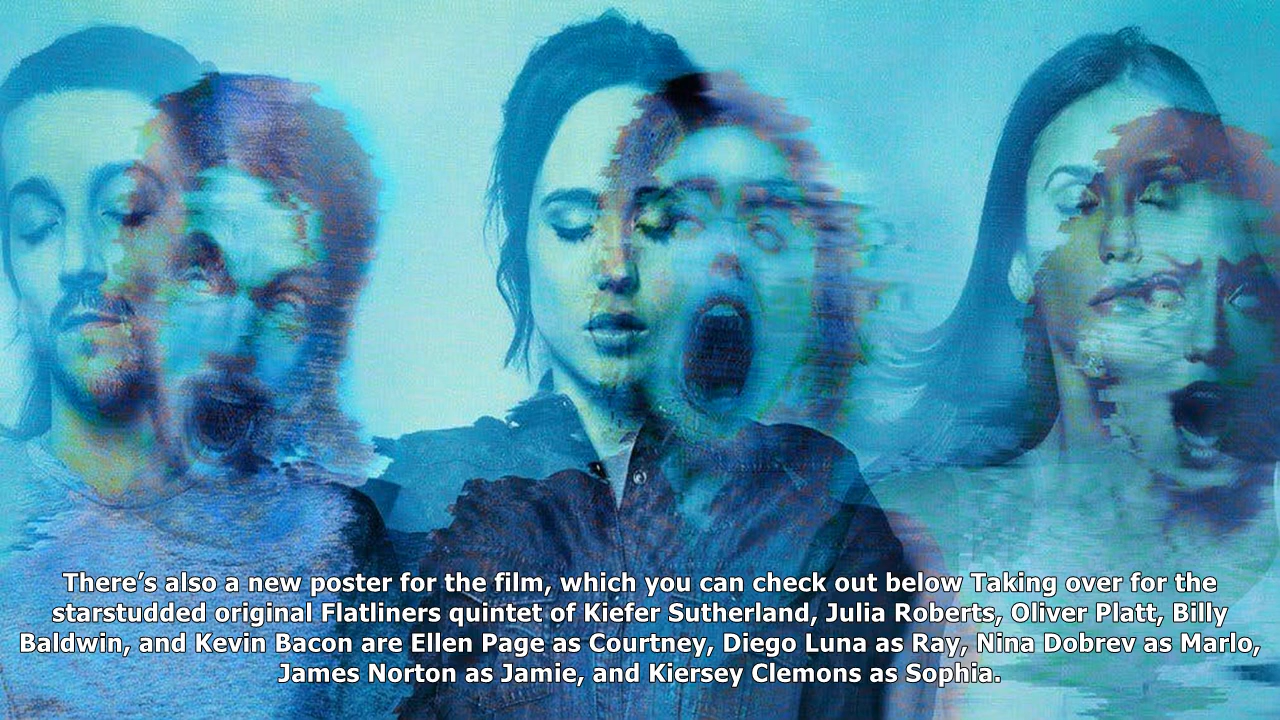 There’s also a new poster for the film, which you can check out below Taking over for the
starstudded original Flatliners quintet of Kiefer Sutherland, Julia Roberts, Oliver Platt, Billy
Baldwin, and Kevin Bacon are Ellen Page as Courtney, Diego Luna as Ray, Nina Dobrev as Marlo,
James Norton as Jamie, and Kiersey Clemons as Sophia.